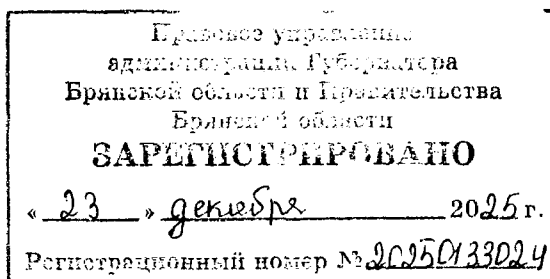 Правовое управление
администрации Губернатора
Брянской области и Правительства
Брянской области
ЗАРЕГИСТРИРОВАНО
« 23 » декабря 2025 г.
Регистрационный номер № 20250133024